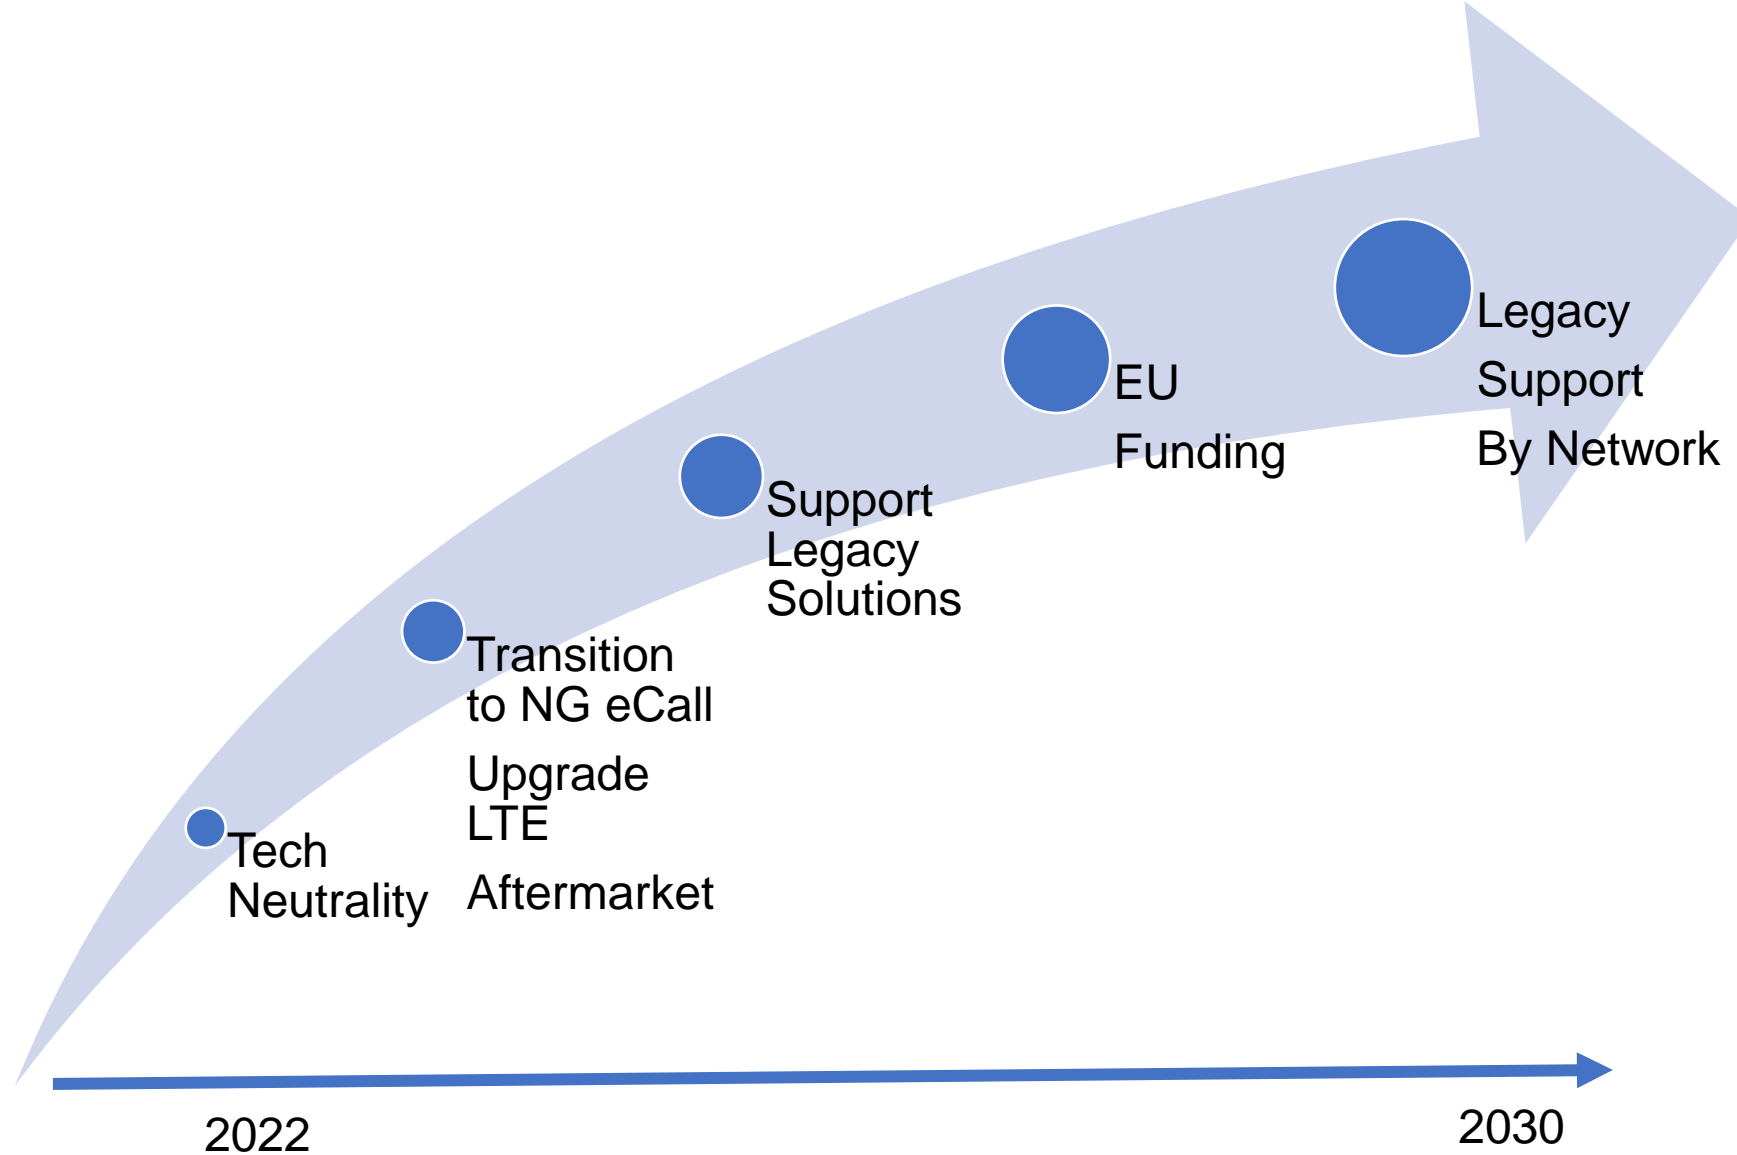 Tech
Neutrality
Transition
to NG eCall
Upgrade
LTE
Aftermarket
Support
Legacy
Solutions
EU
Funding
Legacy
Support
By Network
2022
2030